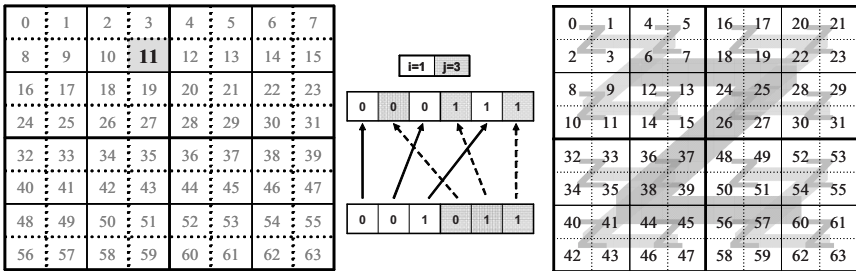 0 1 2 3 4 5 6 7
8 9 10 11 12 13 14 15
16 17 18 19 20 21 22 23
24 25 26 27 28 29 30 31
32 33 34 35 36 37 38 39
40 41 42 43 44 45 46 47
48 49 50 51 52 53 54 55
56 57 58 59 60 61 62 63
i=1 j=3
0 0 0 1 1 1
0 0 1 0 1 1
0 1 4 5 16 17 20 21
2 3 6 7 18 19 22 23
8 9 12 13 24 25 28 29
10 11 14 15 26 27 30 31
32 33 36 37 48 49 52 53
34 35 38 39 50 51 54 55
40 41 44 45 56 57 60 61
42 43 46 47 58 59 62 63